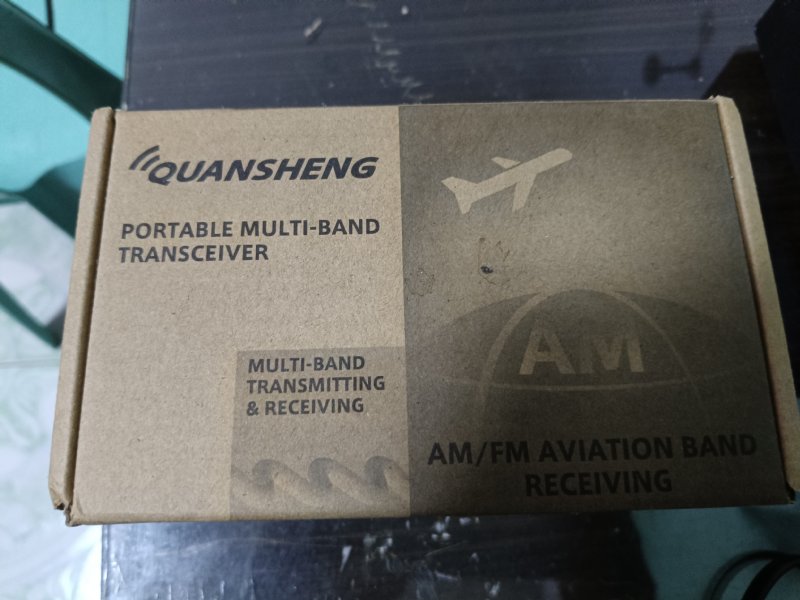 QUANSHENG
PORTABLE MULTI-BAND
TRANSCEIVER
MULTI-BAND
TRANSMITTING
& RECEIVING
AM
AM/FM AVIATION BAND
RECEIVING